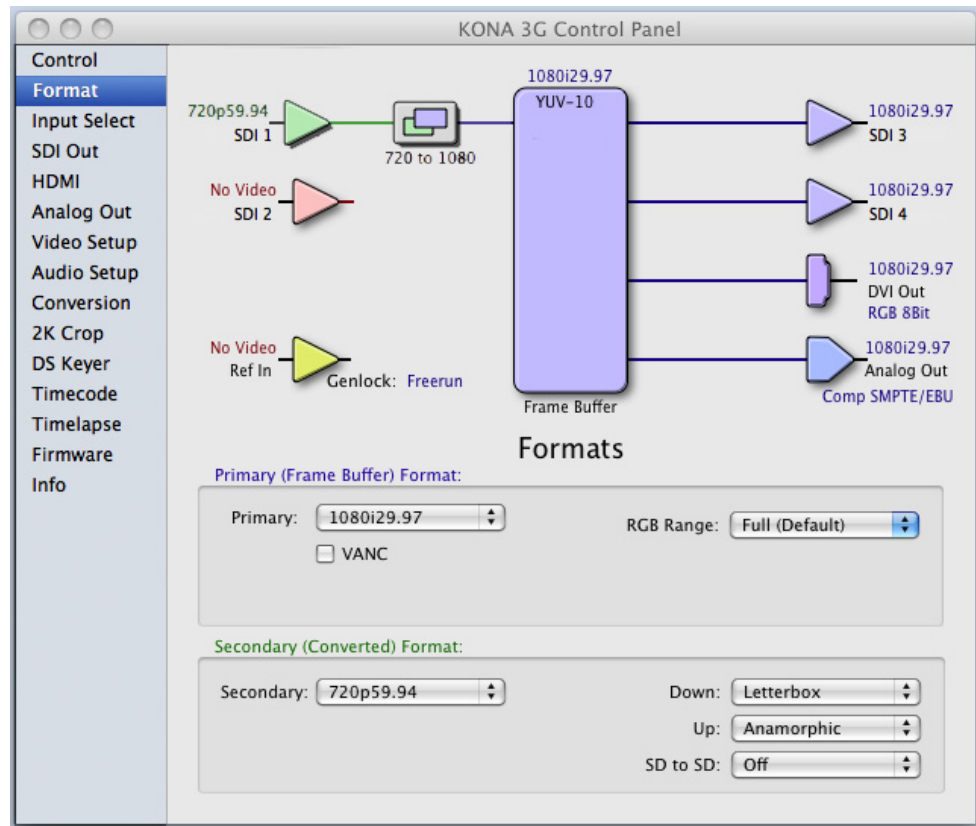 KONA 3G Control Panel
Control
Format
Input Select
SDI Out
HDMI
Analog Out
Video Setup
Audio Setup
Conversion
2K Crop
DS Keyer
Timecode
Timelapse
Firmware
Info
1080i29.97
YUV-10
720p59.94
SDI 1
720 to 1080
1080i29.97
SDI 3
No Video
SDI 2
1080i29.97
SDI 4
1080i29.97
DVI Out
RGB 8Bit
No Video
Ref In
Genlock: Freerun
1080i29.97
Analog Out
Comp SMPTE/EBU
Frame Buffer
Formats
Primary (Frame Buffer) Format:
Primary: 1080i29.97
RGB Range: Full (Default)
VANC
Secondary (Converted) Format:
Secondary: 720p59.94
Down: Letterbox
Up: Anamorphic
SD to SD: Off